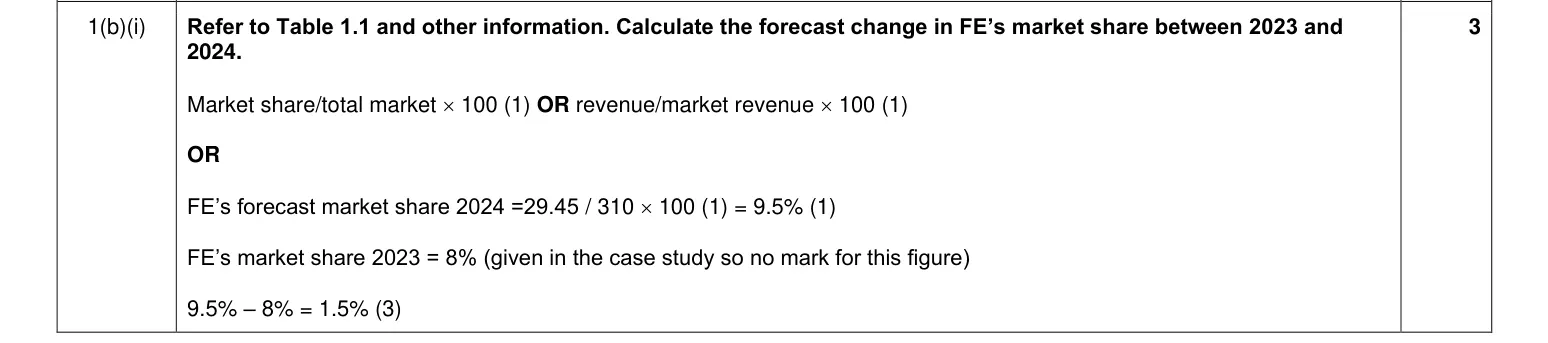 1(b)(i)
Refer to Table 1.1 and other information. Calculate the forecast change in FE’s market share between 2023 and
2024.
3
Market share/total market × 100 (1) OR revenue/market revenue × 100 (1)
OR
FE’s forecast market share 2024 =29.45 / 310 × 100 (1) = 9.5% (1)
FE’s market share 2023 = 8% (given in the case study so no mark for this figure)
9.5% – 8% = 1.5% (3)